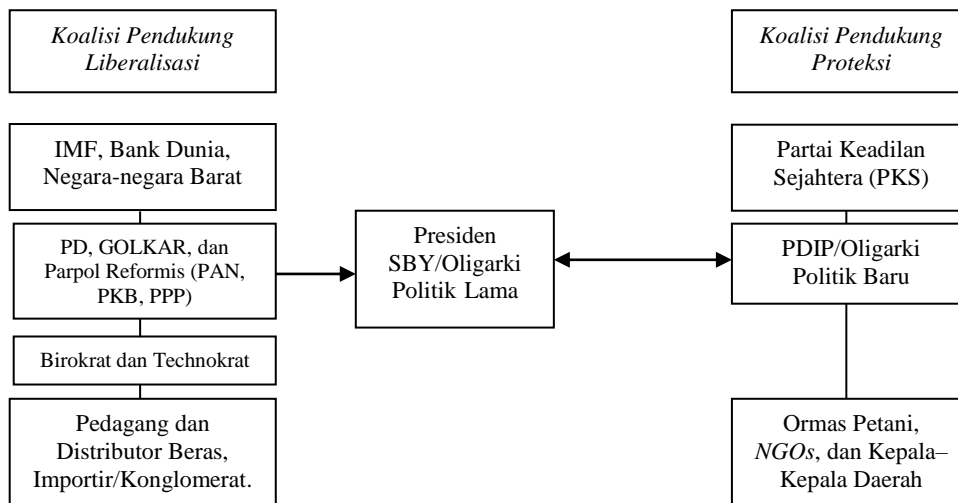 Koalisi Pendukung
Liberalisasi
Koalisi Pendukung
Proteksi
IMF, Bank Dunia,
Negara-negara Barat
Partai Keadilan
Sejahtera (PKS)
PD, GOLKAR, dan
Parpol Reformis (PAN,
PKB, PPP)
Presiden
SBY/Oligarki
Politik Lama
PDIP/Oligarki
Politik Baru
Birokrat dan Technokrat
Pedagang dan
Distributor Beras,
Importir/Konglomerat.
Ormas Petani,
NGOs, dan Kepala–
Kepala Daerah